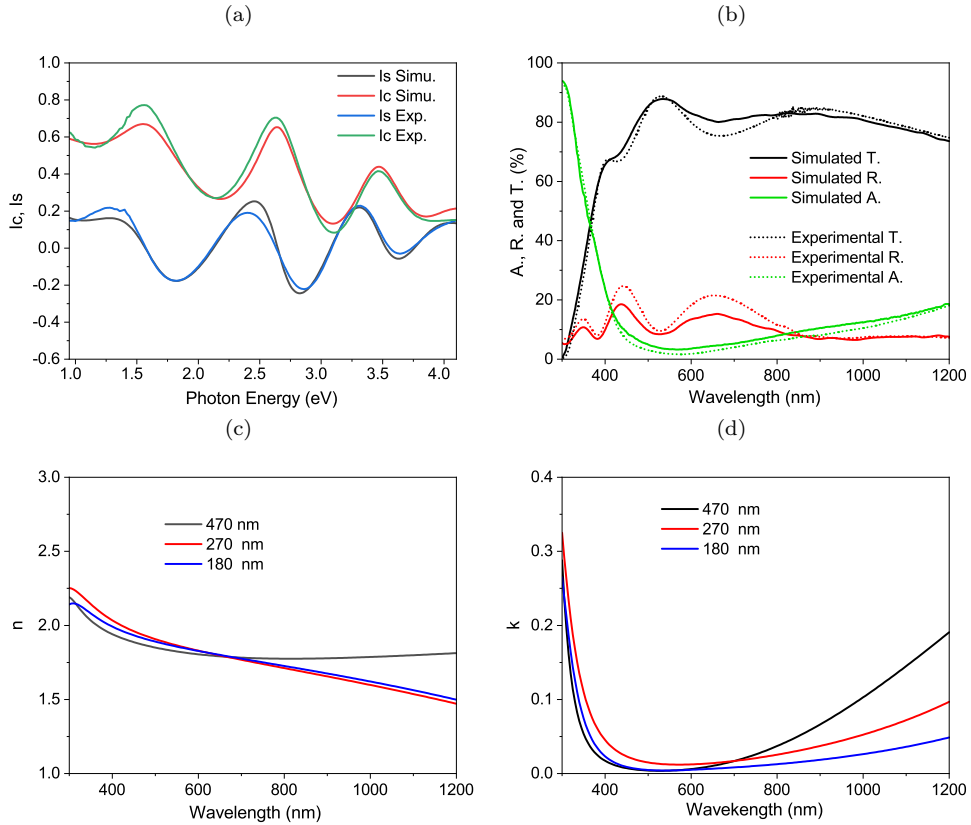 (a)
1.0
0.8
0.6
0.4
0.2
0.0
-0.2
-0.4
-0.6
Ic, Is
Is Simu.
Ic Simu.
Is Exp.
Ic Exp.
1.0 1.5 2.0 2.5 3.0 3.5 4.0
Photon Energy (eV)
(b)
100
80
60
40
20
0
A., R. and T. (%)
Simulated T.
Simulated R.
Simulated A.
Experimental T.
Experimental R.
Experimental A.
400 600 800 1000 1200
Wavelength (nm)
(c)
3.0
2.5
2.0
1.5
1.0
n
470 nm
270 nm
180 nm
400 600 800 1000 1200
Wavelength (nm)
(d)
0.4
0.3
0.2
0.1
0.0
k
470 nm
270 nm
180 nm
400 600 800 1000 1200
Wavekength (nm)